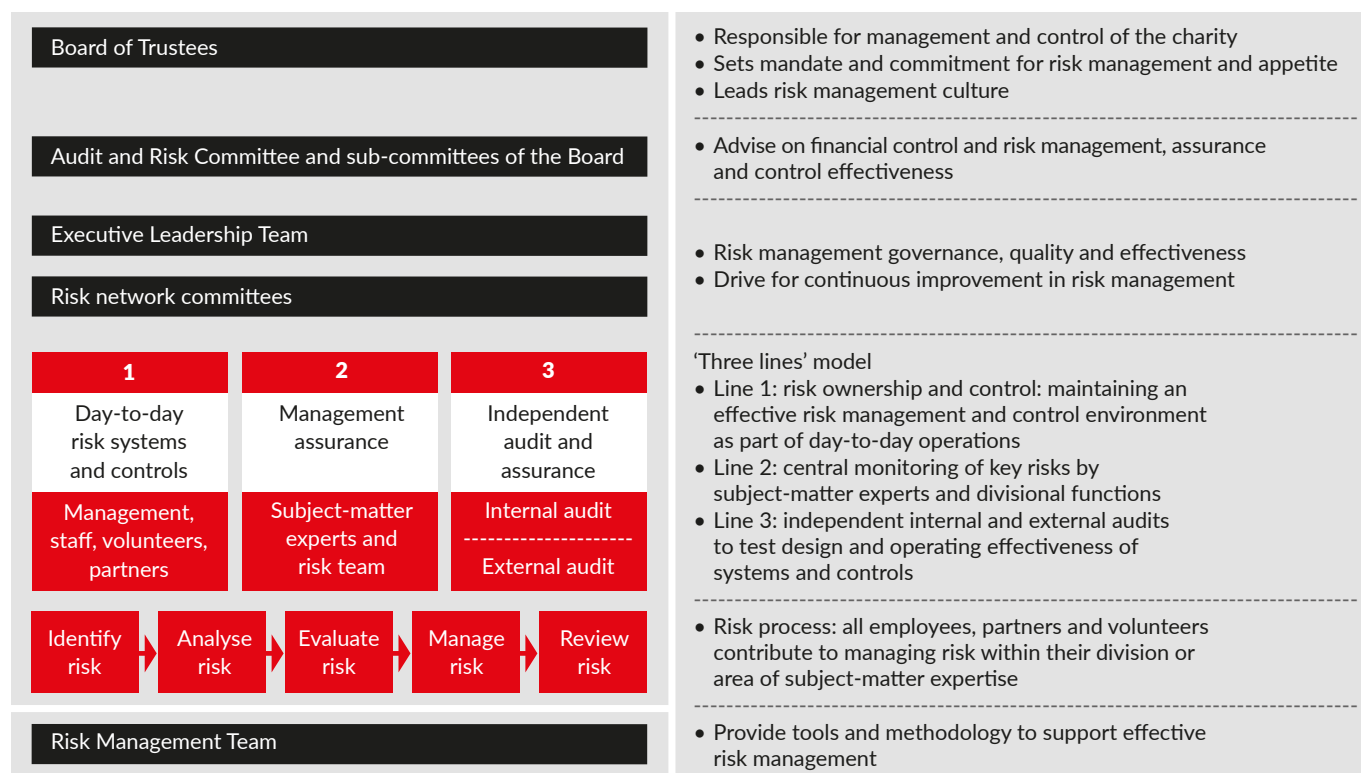 Board of Trustees
• Responsible for management and control of the charity
• Sets mandate and commitment for risk management and appetite
• Leads risk management culture
Audit and Risk Committee and sub-committees of the Board
• Advise on financial control and risk management, assurance
and control effectiveness
Executive Leadership Team
Risk network committees
• Risk management governance, quality and effectiveness
• Drive for continuous improvement in risk management
1
Day-to-day
risk systems
and controls
Management,
staff, volunteers,
partners
2
Management
assurance
Subject-matter
experts and
risk team
3
Independent
audit and
assurance
Internal audit
External audit
‘Three lines’ model
• Line 1: risk ownership and control: maintaining an
effective risk management and control environment
as part of day-to-day operations
• Line 2: central monitoring of key risks by
subject-matter experts and divisional functions
• Line 3: independent internal and external audits
to test design and operating effectiveness of
systems and controls
Identify
risk
Analyse
risk
Evaluate
risk
Manage
risk
Review
risk
• Risk process: all employees, partners and volunteers
contribute to managing risk within their division or
area of subject-matter expertise
Risk Management Team
• Provide tools and methodology to support effective
risk management